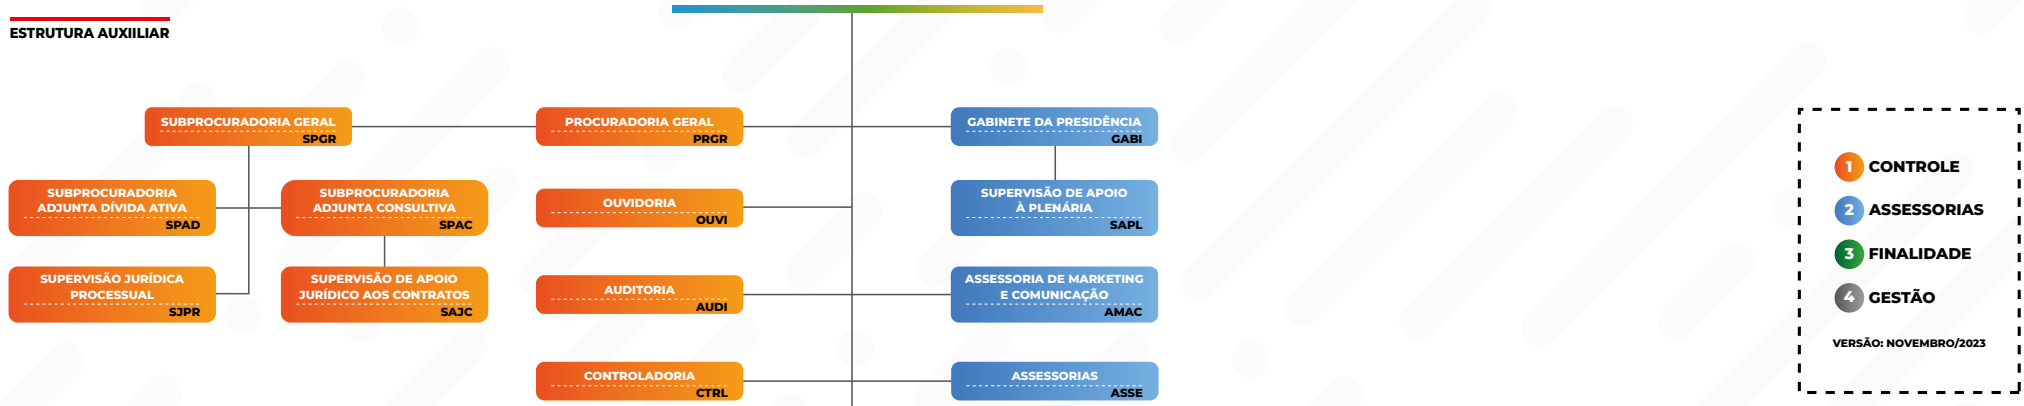 ESTRUTURA AUXIILIAR
SUBPROCURADORIA GERAL
SPGR
PROCURADORIA GERAL
PRGR
GABINETE DA PRESIDÊNCIA
GABI
SUBPROCURADORIA
ADJUNTA DÍVIDA ATIVA
SPAD
SUBPROCURADORIA
ADJUNTA CONSULTIVA
SPAC
OUVIDORIA
OUVI
SUPERVISÃO DE APOIO
À PLENÁRIA
SAPL
SUPERVISÃO JURÍDICA
PROCESSUAL
SJPR
SUPERVISÃO DE APOIO
JURÍDICO AOS CONTRATOS
SAJC
AUDITORIA
AUDI
ASSESSORIA DE MARKETING
E COMUNICAÇÃO
AMAC
CONTROLADORIA
CTRL
ASSESSORIAS
ASSE
1 CONTROLE
2 ASSESSORIAS
3 FINALIDADE
4 GESTÃO
VERSÃO: NOVEMBRO/2023